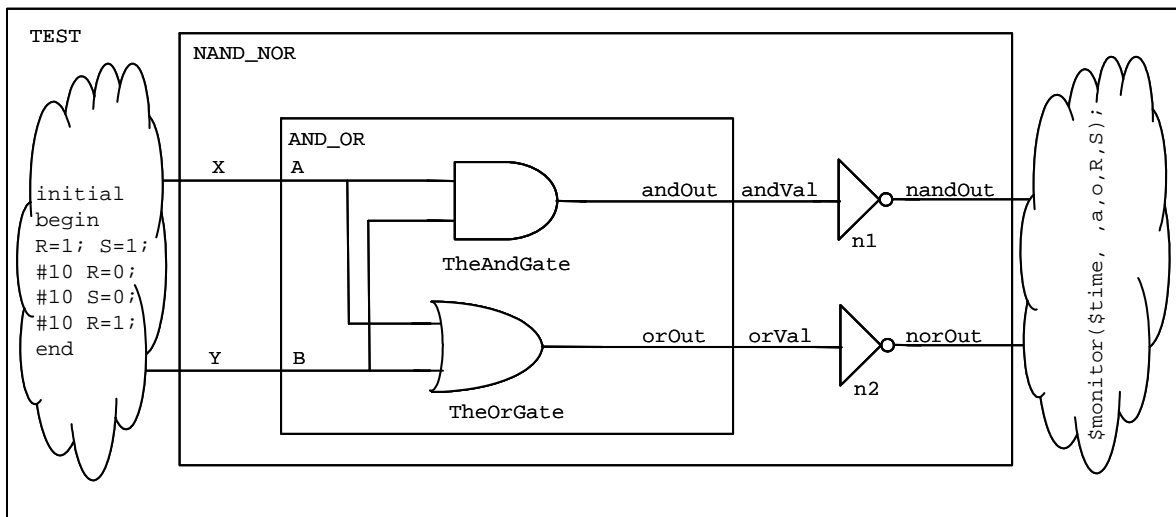 TEST
NAND_NOR
AND_OR
X
A
initial
begin
R=1; S=1;
#10 R=0;
#10 S=0;
#10 R=1;
end
andOut
andVal
nandOut
n1
TheAndGate
Y
B
orOut
orVal
norOut
n2
TheOrGate
$monitor($time, ,a,o,R,S);